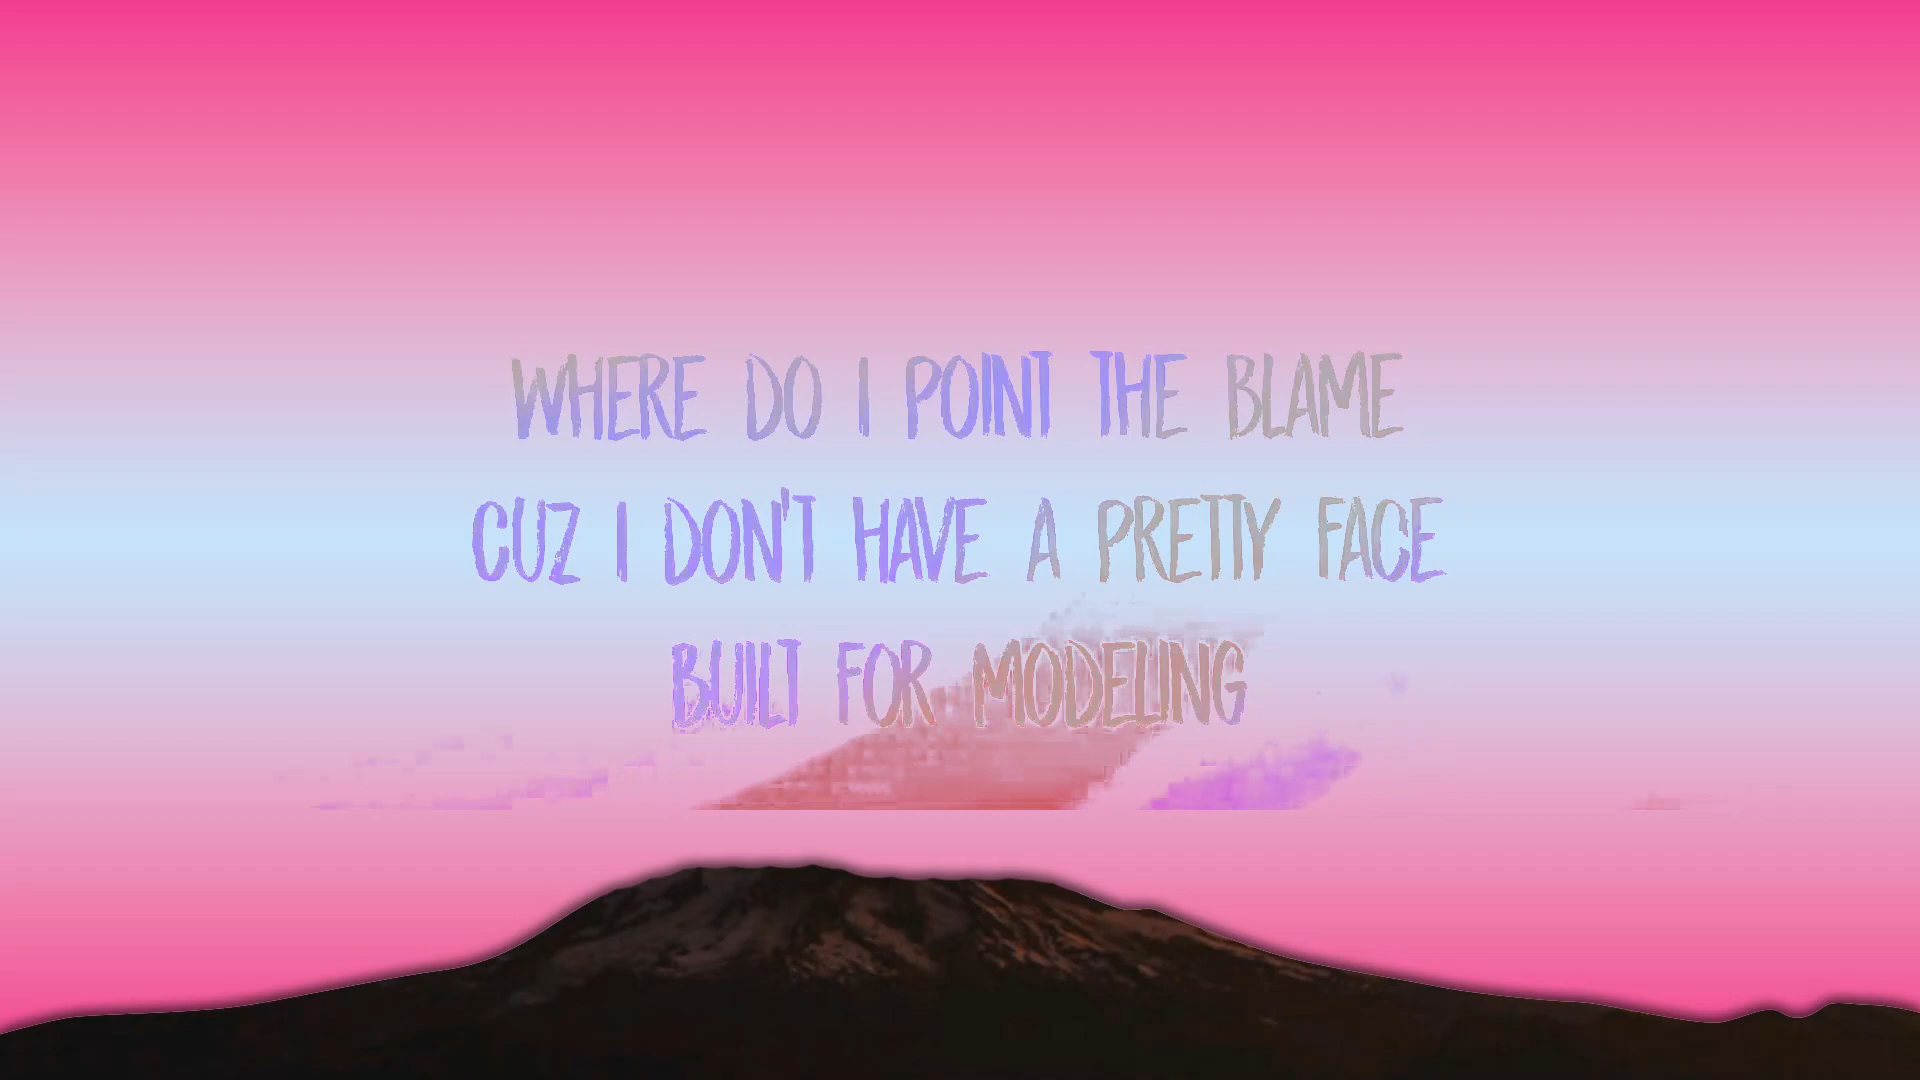 WHERE DO I POINT THE BLAME
CUZ I DON'T HAVE A PRETTY FACE
BUILT FOR MODELING